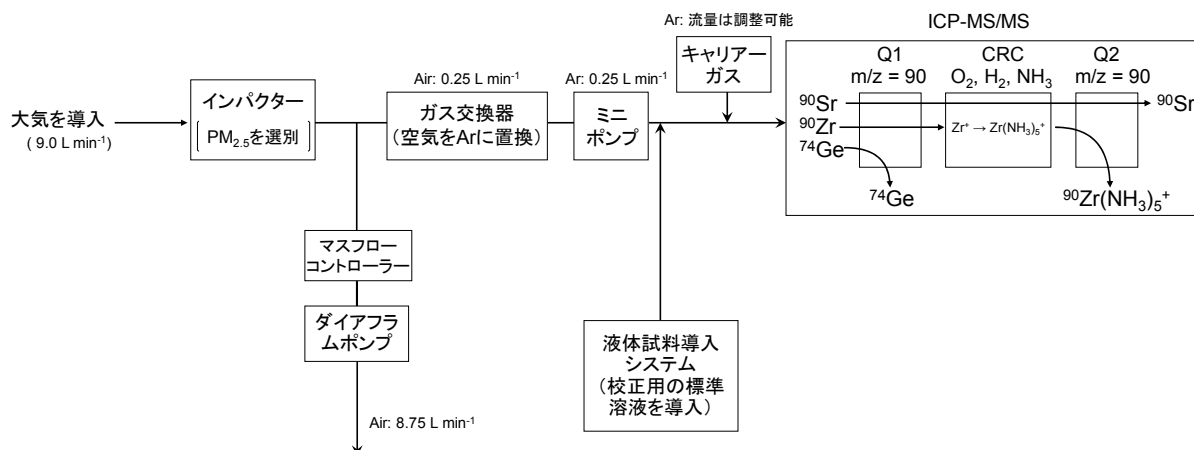 Ar: 流量は調整可能
ICP-MS/MS
キャリアー
ガス
Q1
m/z = 90
CRC
O₂, H₂, NH₃
Q2
m/z = 90
Air: 0.25 L min⁻¹
Ar: 0.25 L min⁻¹
大気を導入
( 9.0 L min⁻¹)
インパクター
PM₂.₅を選別
ガス交換器
(空気をArに置換)
ミニ
ポンプ
⁹⁰Sr
⁹⁰Sr
⁹⁰Zr
Zr⁺ → Zr(NH₃)₅⁺
⁷⁴Ge
⁷⁴Ge
⁹⁰Zr(NH₃)₅⁺
マスフロー
コントローラー
ダイアフラ
ムポンプ
液体試料導入
システム
(校正用の標準
溶液を導入)
Air: 8.75 L min⁻¹